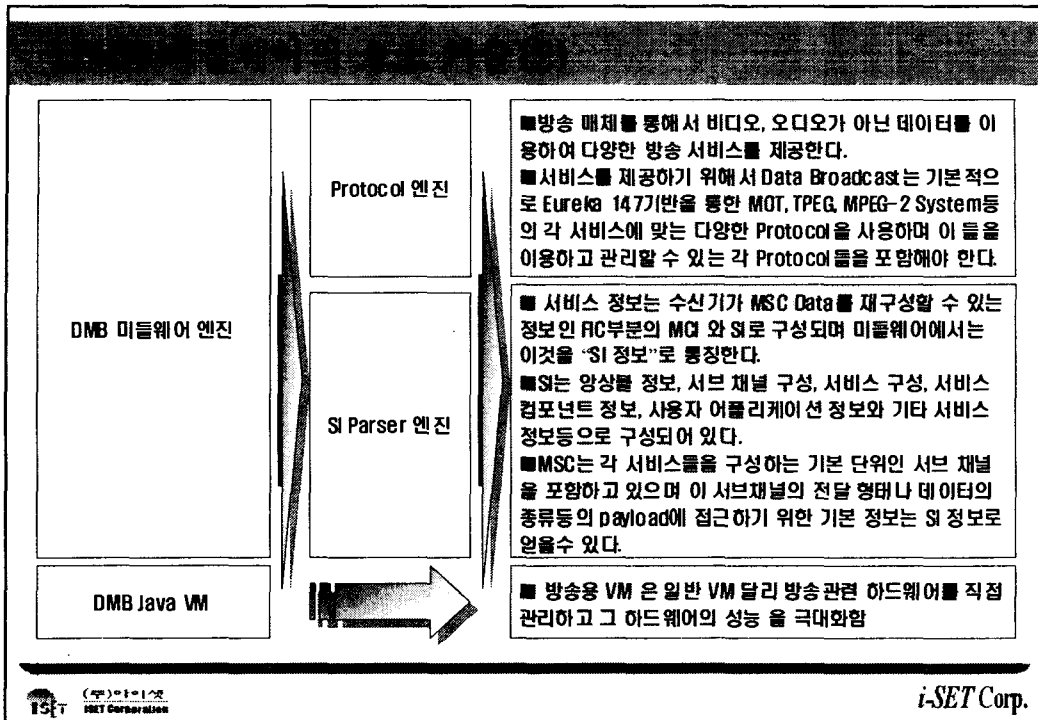 DMB 미들웨어 엔진
Protocol 엔진
■방송 매체를 통해서 비디오, 오디오가 아닌 데이터를 이
용하여 다양한 방송 서비스를 제공한다.
■서비스를 제공하기 위해서 Data Broadcast는 기본적으
로 Eureka 147기반을 통한 MOT, TPEG, MPEG-2 System등
의 각 서비스에 맞는 다양한 Protocol을 사용하며 이 들을
이용하고 관리할 수 있는 각 Protocol들을 포함해야 한다.
SI Parser 엔진
■ 서비스 정보는 수신기가 MSC Data를 재구성할 수 있는
정보인 FIC부분의 MCI 와 SI로 구성되며 미들웨어에서는
이것을 “SI 정보”로 통칭한다.
■SI는 앙상블 정보, 서브 채널 구성, 서비스 구성, 서비스
컴포넌트 정보, 사용자 어플리케이션 정보와 기타 서비스
정보등으로 구성되어 있다.
■MSC는 각 서비스들을 구성하는 기본 단위인 서브 채널
을 포함하고 있으며 이 서브채널의 전달 형태나 데이터의
종류등의 payload에 접근하기 위한 기본 정보는 SI 정보로
얻을수 있다.
DMB Java VM
■ 방송용 VM 은 일반 VM 달리 방송관련 하드웨어를 직접
관리하고 그 하드웨어의 성능 을 극대화함
ISET
(주)아이셋
ISET Corporation
i-SET Corp.